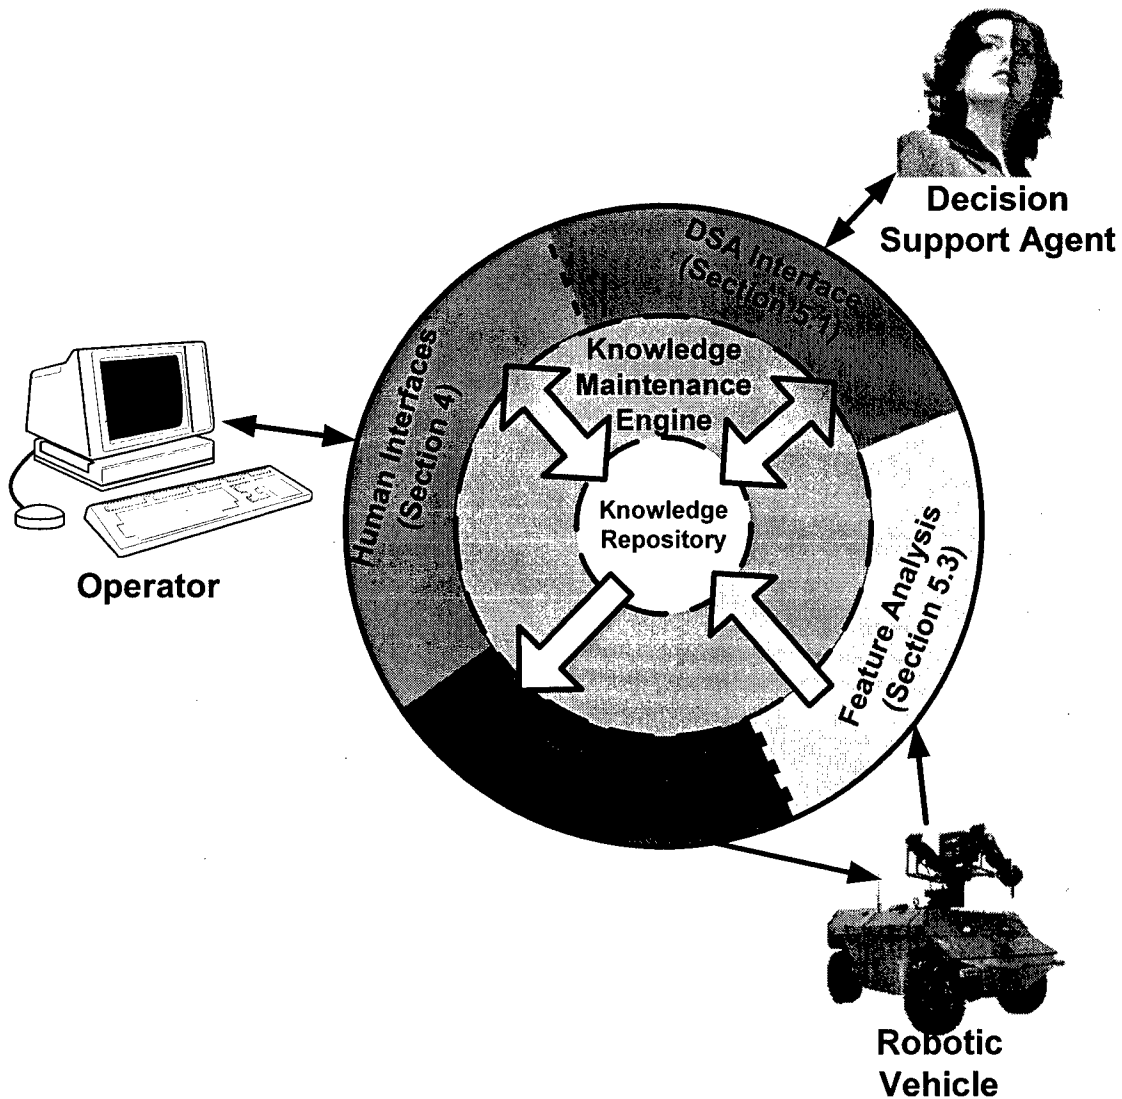 Decision
Support Agent
DSA Interface
(Section 5.1)
Knowledge
Maintenance
Engine
Human Interfaces
(Section 4)
Knowledge
Repository
Operator
Feature Analysis
(Section 5.3)
Robotic
Vehicle